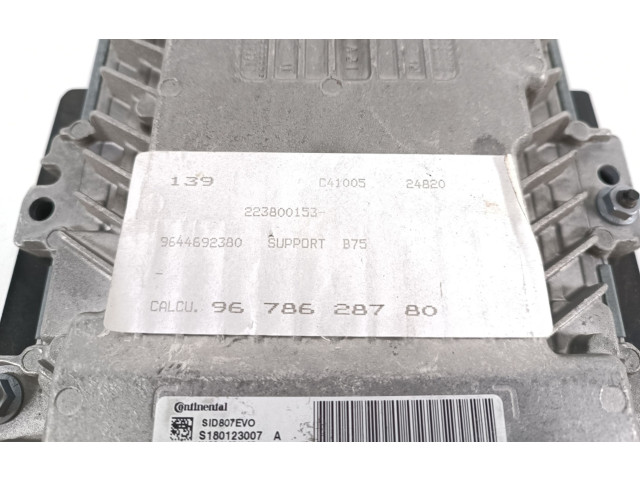 139 C41005 24820
223800153-
9644692380 SUPPORT B75
-
CALCU. 96 786 287 80
Continental
SID807EVO
S180123007 A